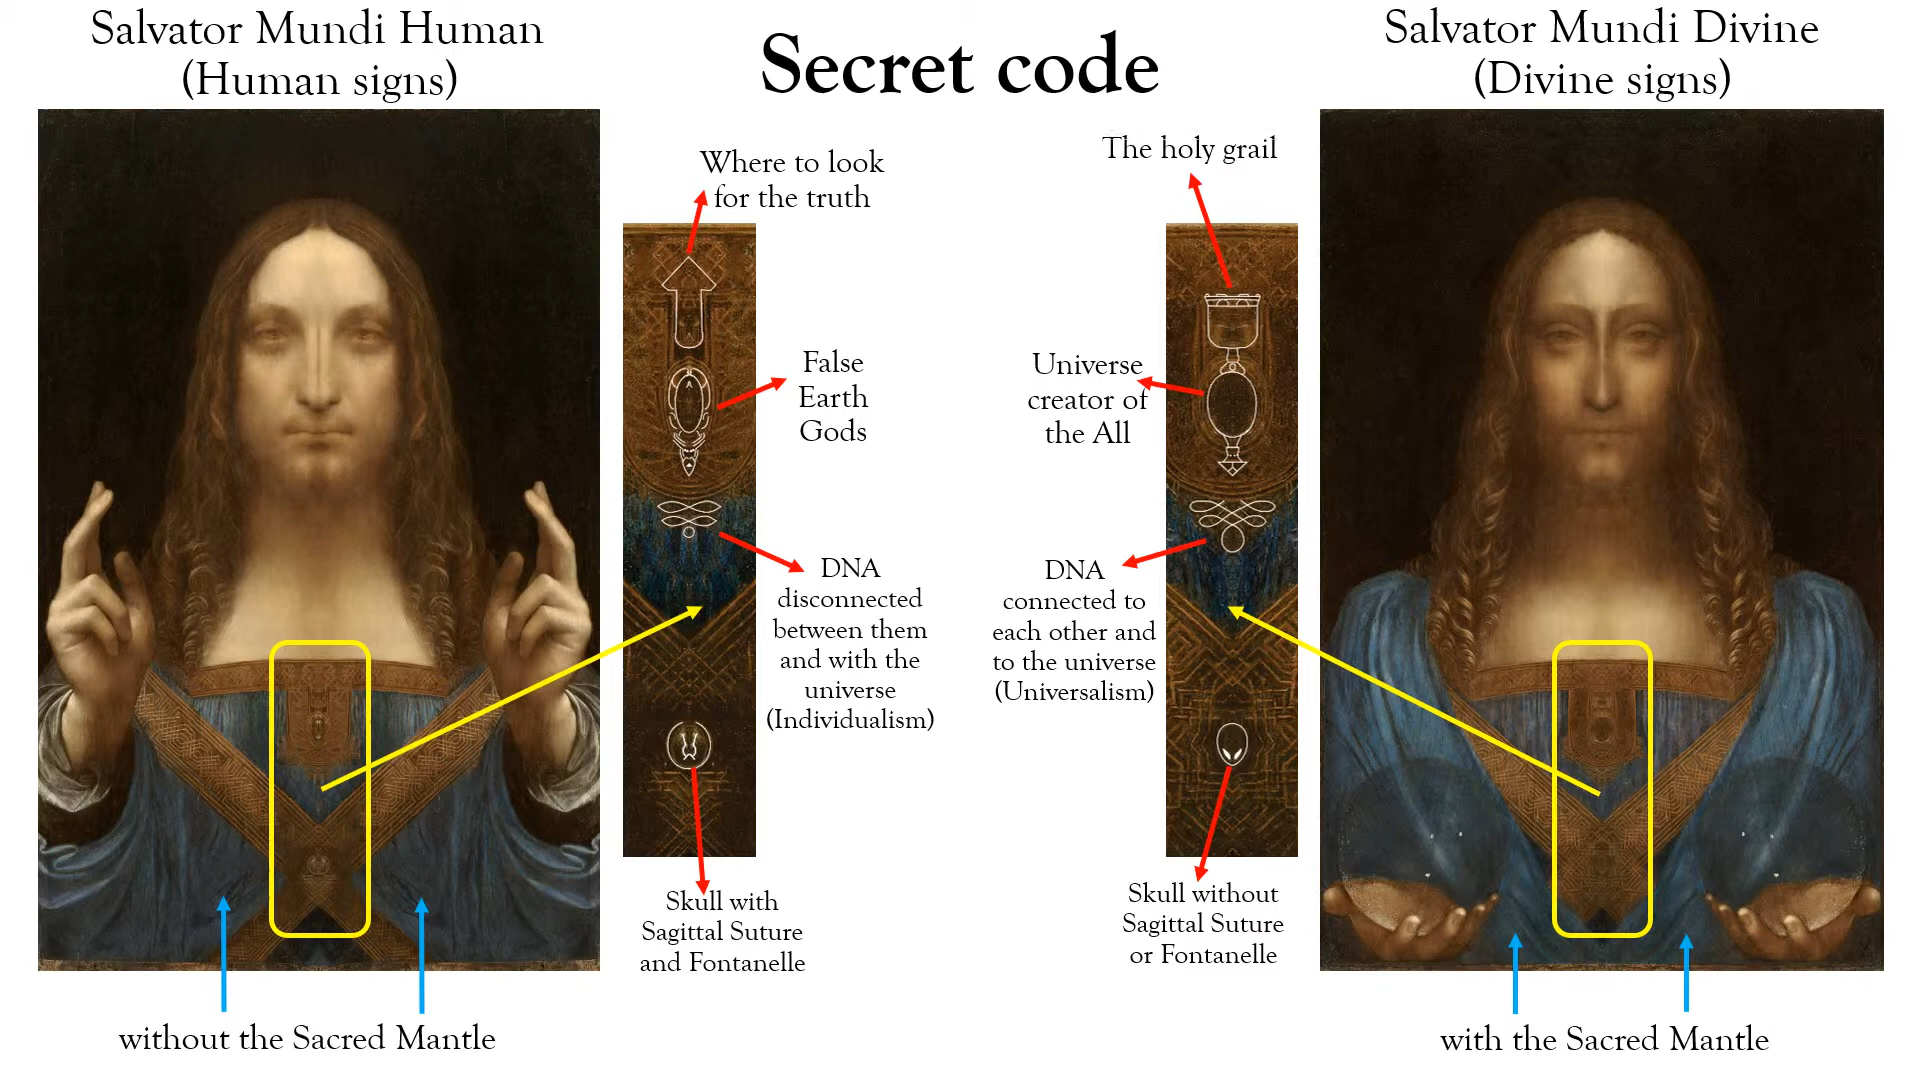 Salvator Mundi Human
(Human signs)
Secret code
Salvator Mundi Divine
(Divine signs)
Where to look
for the truth
False
Earth
Gods
DNA
disconnected
between them
and with the
universe
(Individualism)
Skull with
Sagittal Suture
and Fontanelle
The holy grail
Universe
creator of
the All
DNA
connected to
each other and
to the universe
(Universalism)
Skull without
Sagittal Suture
or Fontanelle
without the Sacred Mantle
with the Sacred Mantle